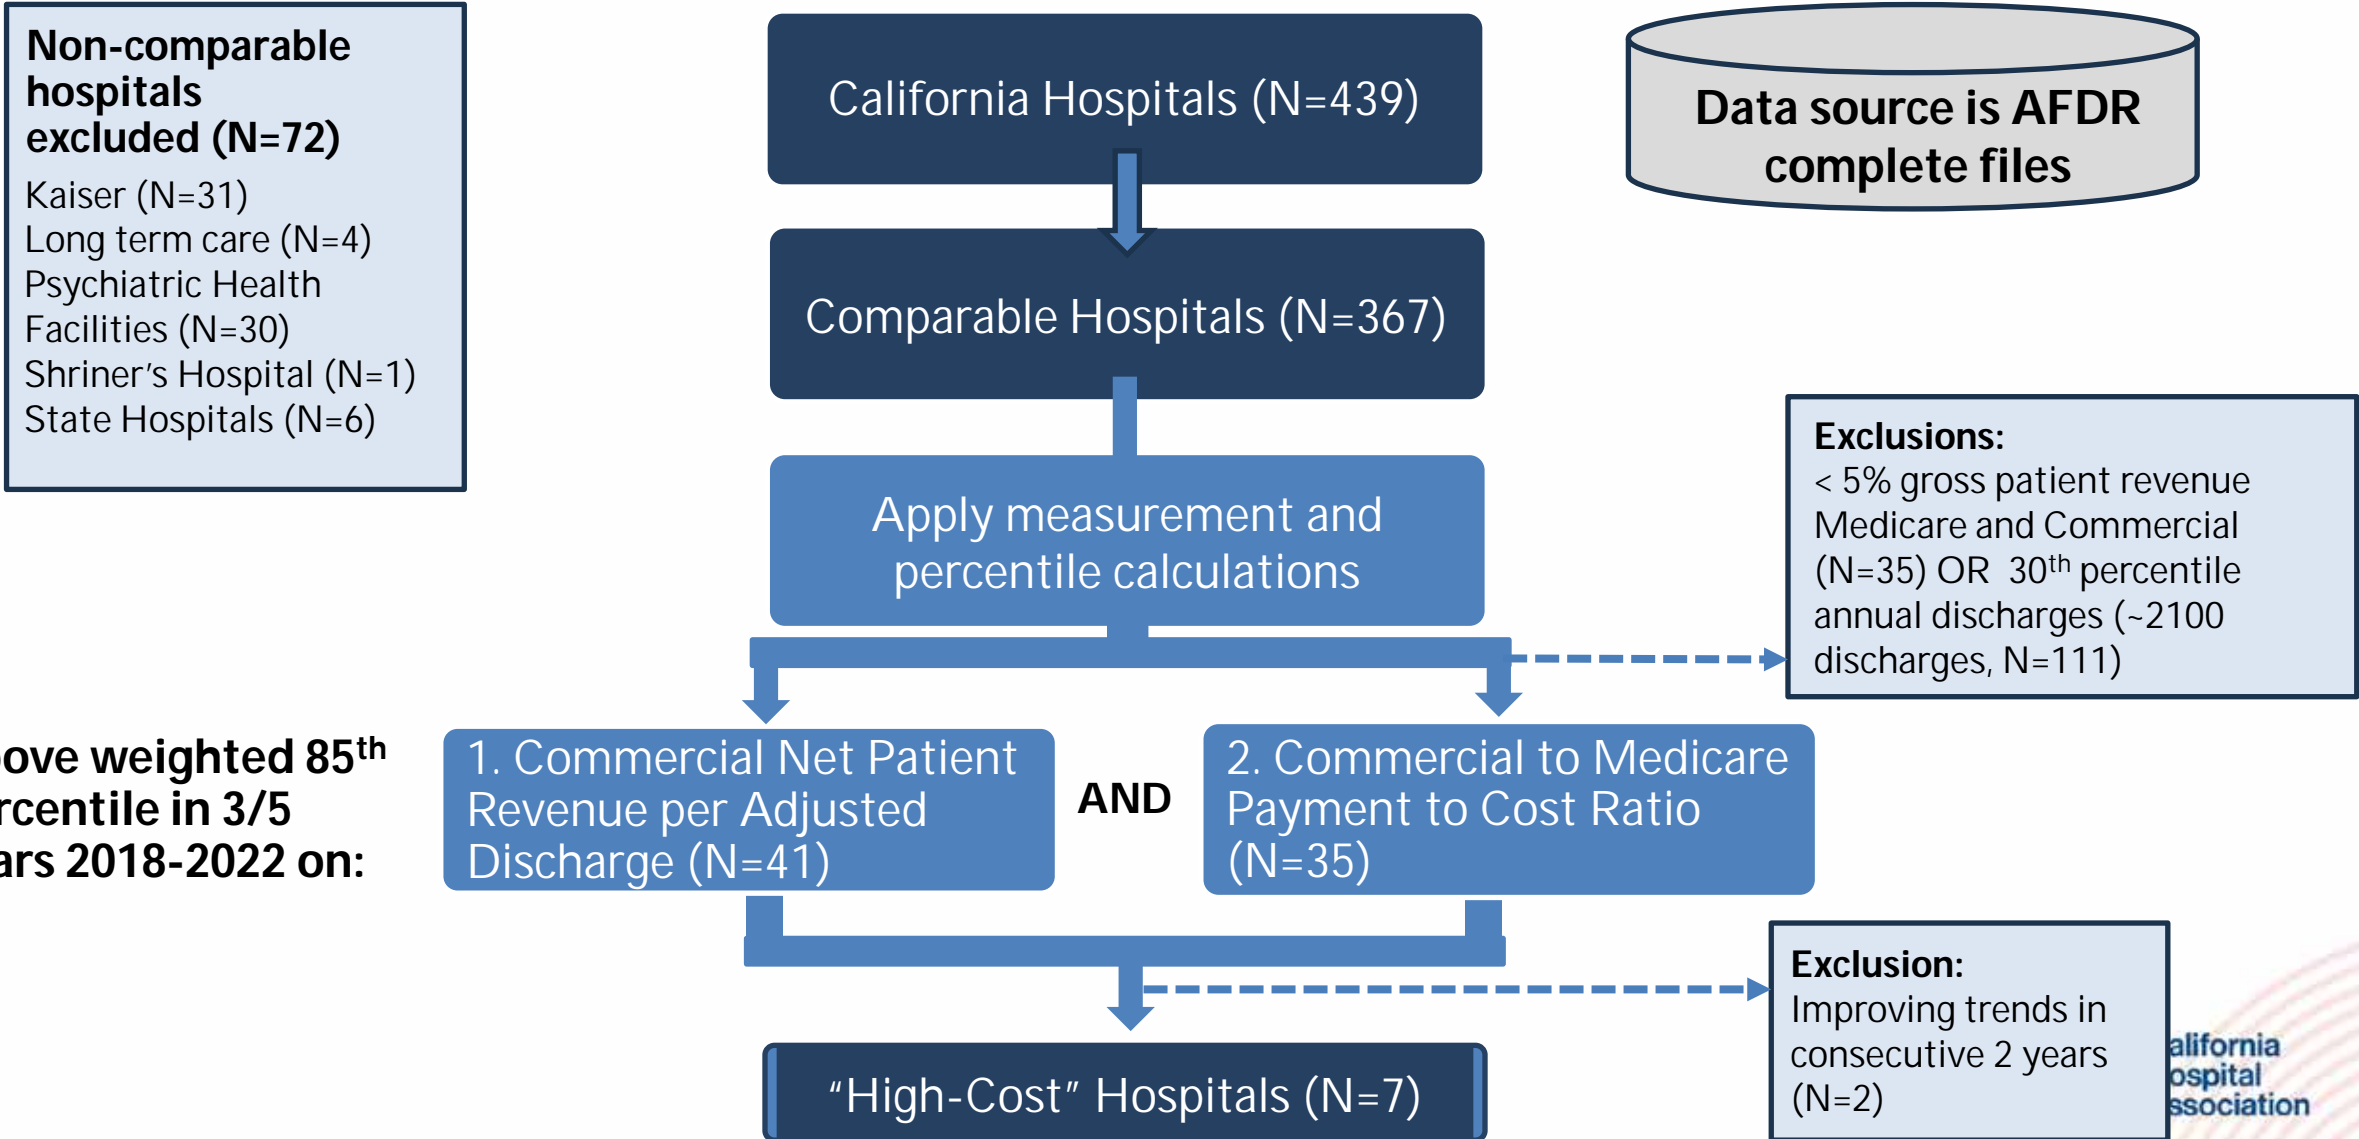 Non-comparable
hospitals
excluded (N=72)
Kaiser (N=31)
Long term care (N=4)
Psychiatric Health
Facilities (N=30)
Shriner's Hospital (N=1)
State Hospitals (N=6)
California Hospitals (N=439)
Data source is AFDR
complete files
Comparable Hospitals (N=367)
Apply measurement and
percentile calculations
Exclusions:
< 5% gross patient revenue
Medicare and Commercial
(N=35) OR 30th percentile
annual discharges (~2100
discharges, N=111)
ove weighted 85th
rcentile in 3/5
ars 2018-2022 on:
1. Commercial Net Patient
Revenue per Adjusted
Discharge (N=41)
AND
2. Commercial to Medicare
Payment to Cost Ratio
(N=35)
Exclusion:
Improving trends in
consecutive 2 years
(N=2)
"High-Cost" Hospitals (N=7)
alifornia
ospital
ssociation